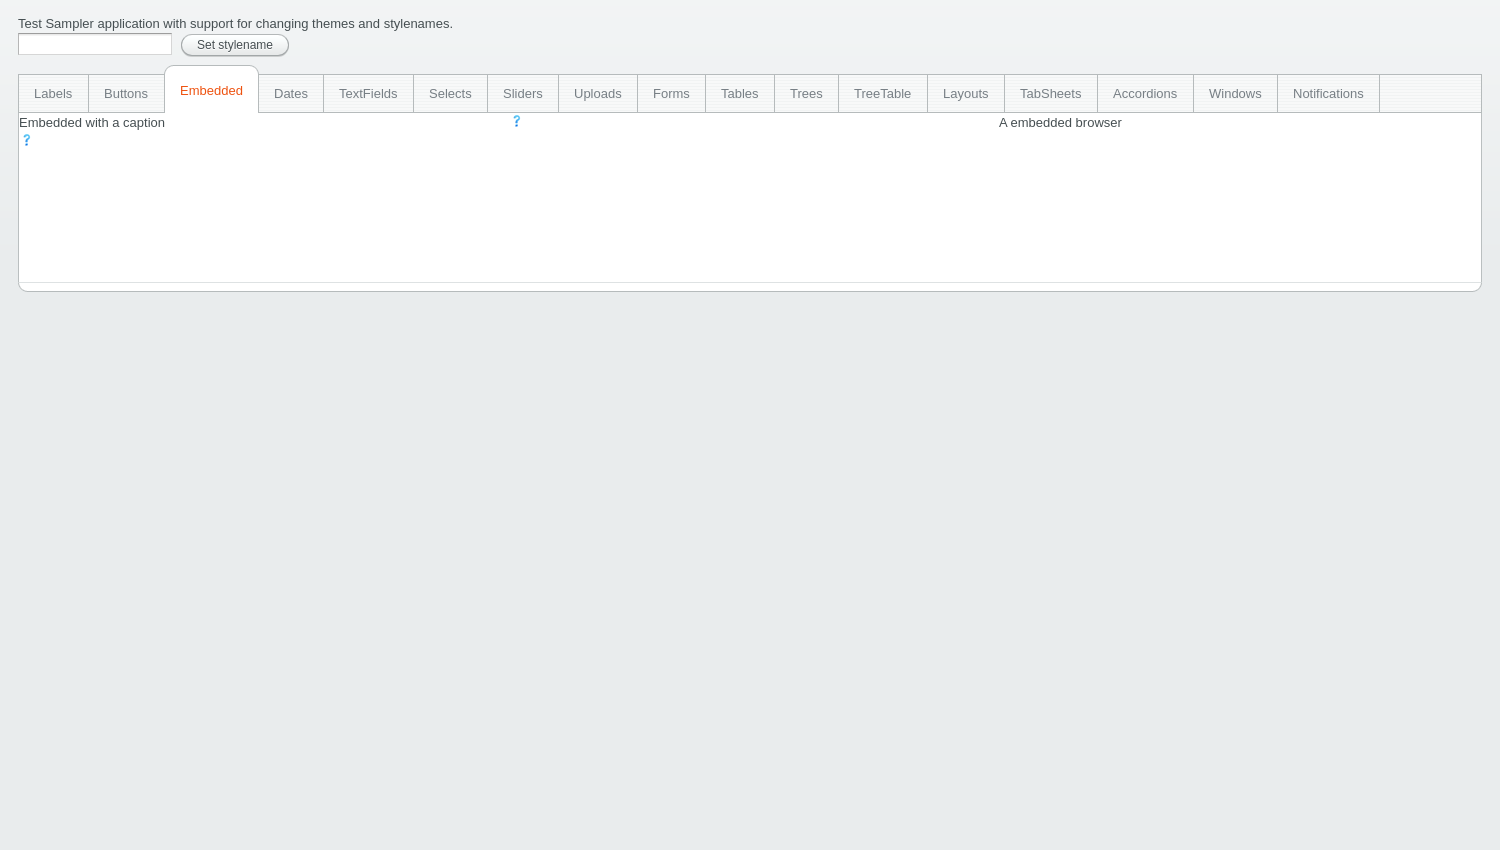 Test Sampler application with support for changing themes and stylenames.
Set stylename
Labels Buttons Embedded Dates TextFields Selects Sliders Uploads Forms Tables Trees TreeTable Layouts TabSheets Accordions Windows Notifications
Embedded with a caption ? A embedded browser
?